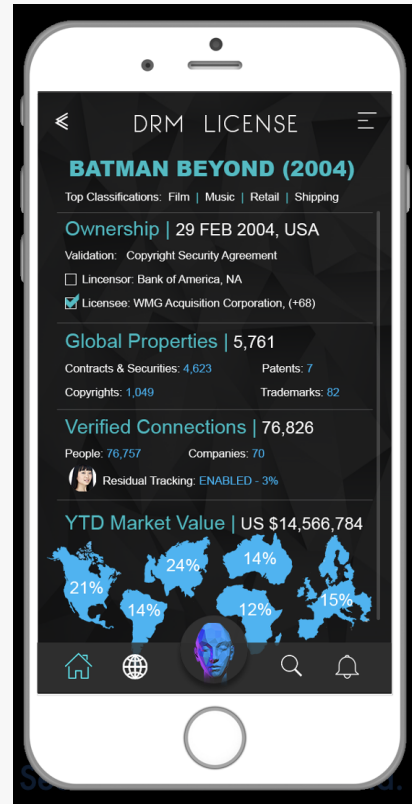 DRM LICENSE
BATMAN BEYOND (2004)
Top Classifications: Film | Music | Retail | Shipping
Ownership | 29 FEB 2004, USA
Validation: Copyright Security Agreement
Lincensor: Bank of America, NA
Licensee: WMG Acquisition Corporation, (+68)
Global Properties | 5,761
Contracts & Securities: 4,623 Patents: 7
Copyrights: 1,049 Trademarks: 82
Verified Connections | 76,826
People: 76,757 Companies: 70
Residual Tracking: ENABLED - 3%
YTD Market Value | US $14,566,784
21% 24% 14%
14% 12% 15%